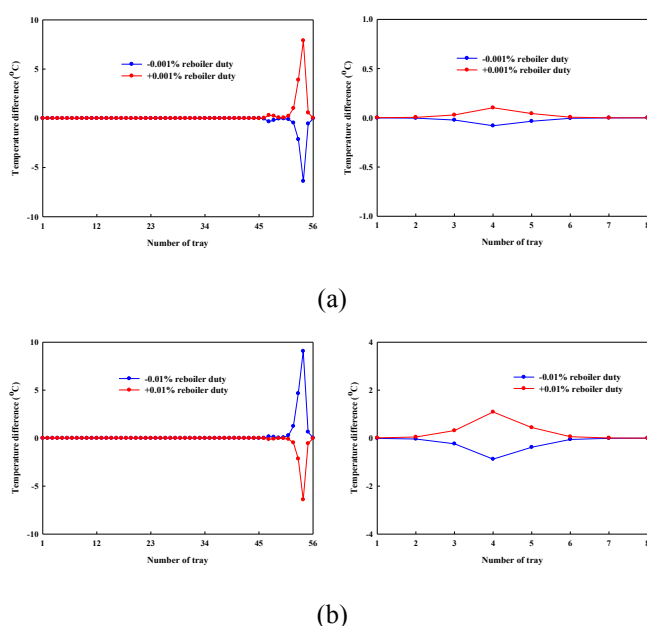 10
5
0
-5
-10
Temperature difference (°C)
-0.001% reboiler duty
+0.001% reboiler duty
1 12 23 34 45 56
Number of tray
1.0
0.5
0.0
-0.5
-1.0
Temperature difference (°C)
-0.001% reboiler duty
+0.001% reboiler duty
1 2 3 4 5 6 7 8
Number of tray
(a)
10
5
0
-5
-10
Temperature difference (°C)
-0.01% reboiler duty
+0.01% reboiler duty
1 12 23 34 45 56
Number of tray
4
2
0
-2
-4
Temperature difference (°C)
-0.01% reboiler duty
+0.01% reboiler duty
1 2 3 4 5 6 7 8
Number of tray
(b)